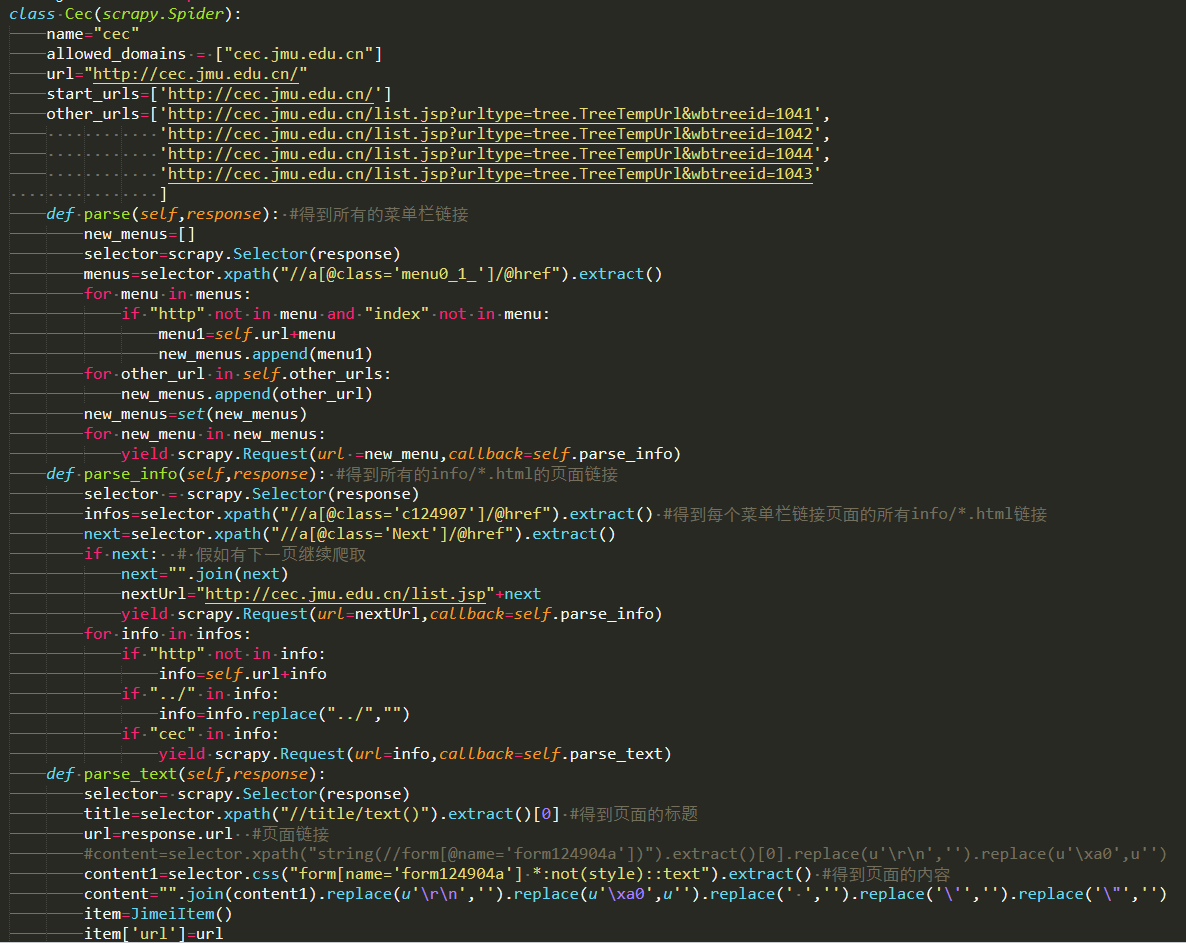 class Cec(scrapy.Spider):
    name="cec"
    allowed_domains = ["cec.jmu.edu.cn"]
    url="http://cec.jmu.edu.cn/"
    start_urls=['http://cec.jmu.edu.cn/']
    other_urls=['http://cec.jmu.edu.cn/list.jsp?urltype=tree.TreeTempUrl&wbtreeid=1041',
                'http://cec.jmu.edu.cn/list.jsp?urltype=tree.TreeTempUrl&wbtreeid=1042',
                'http://cec.jmu.edu.cn/list.jsp?urltype=tree.TreeTempUrl&wbtreeid=1044',
                'http://cec.jmu.edu.cn/list.jsp?urltype=tree.TreeTempUrl&wbtreeid=1043'
                ]
    def parse(self,response): #得到所有的菜单栏链接
        new_menus=[]
        selector=scrapy.Selector(response)
        menus=selector.xpath("//a[@class='menu0_1_']/@href").extract()
        for menu in menus:
            if "http" not in menu and "index" not in menu:
                menu1=self.url+menu
                new_menus.append(menu1)
        for other_url in self.other_urls:
            new_menus.append(other_url)
        new_menus=set(new_menus)
        for new_menu in new_menus:
            yield scrapy.Request(url =new_menu,callback=self.parse_info)
    def parse_info(self,response): #得到所有的info/*.html的页面链接
        selector = scrapy.Selector(response)
        infos=selector.xpath("//a[@class='c124907']/@href").extract() #得到每个菜单栏链接页面的所有info/*.html链接
        next=selector.xpath("//a[@class='Next']/@href").extract()
        if next:  # 假如有下一页继续爬取
            next="".join(next)
            nextUrl="http://cec.jmu.edu.cn/list.jsp"+next
            yield scrapy.Request(url=nextUrl,callback=self.parse_info)
        for info in infos:
            if "http" not in info:
                info=self.url+info
            if "../" in info:
                info=info.replace("../","")
            if "cec" in info:
                yield scrapy.Request(url=info,callback=self.parse_text)
    def parse_text(self,response):
        selector= scrapy.Selector(response)
        title=selector.xpath("//title/text()").extract()[0] #得到页面的标题
        url=response.url  #页面链接
        #content=selector.xpath("string(//form[@name='form124904a'])").extract()[0].replace(u'\r\n','').replace(u'\xa0',u'')
        content1=selector.css("form[name='form124904a'] *:not(style)::text").extract() #得到页面的内容
        content="".join(content1).replace(u'\r\n','').replace(u'\xa0',u'').replace(' ','').replace('\'','').replace('\"','')
        item=JimeiItem()
        item['url']=url